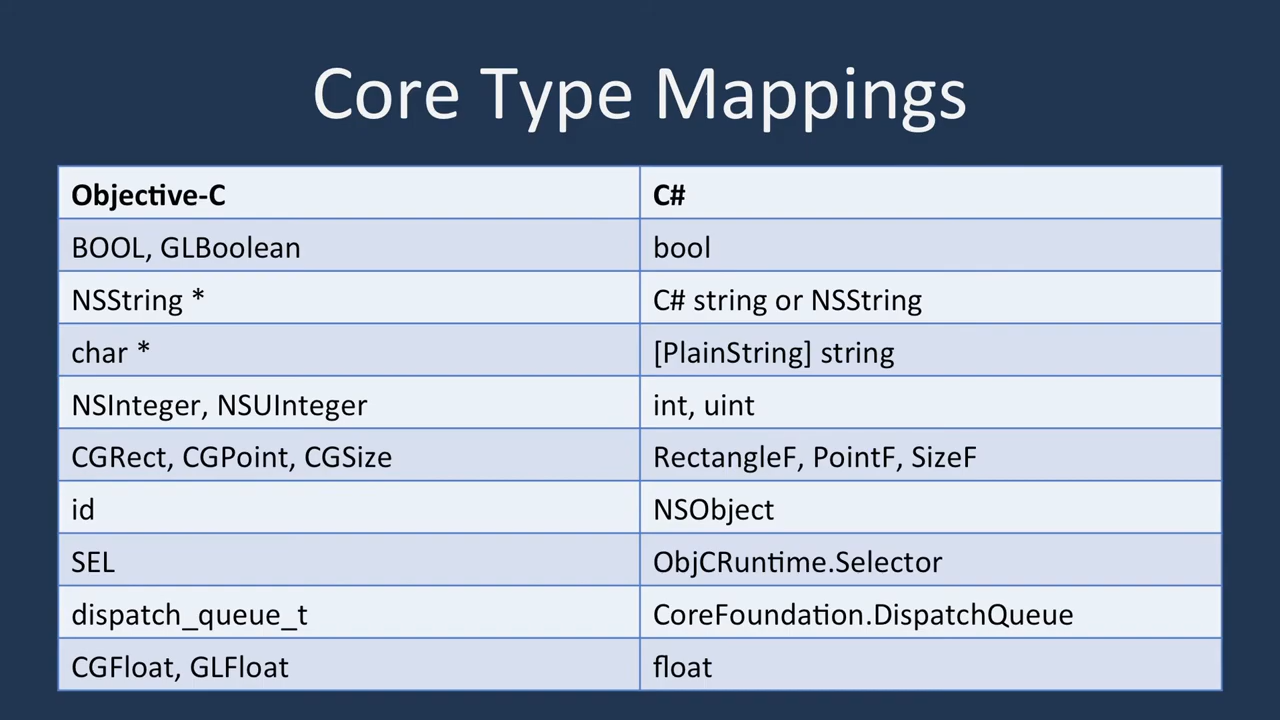 Core Type Mappings
Objective-C C#
BOOL, GLBoolean bool
NSString * C# string or NSString
char * [PlainString] string
NSInteger, NSUInteger int, uint
CGRect, CGPoint, CGSize RectangleF, PointF, SizeF
id NSObject
SEL ObjCRuntime.Selector
dispatch_queue_t CoreFoundation.DispatchQueue
CGFloat, GLFloat float